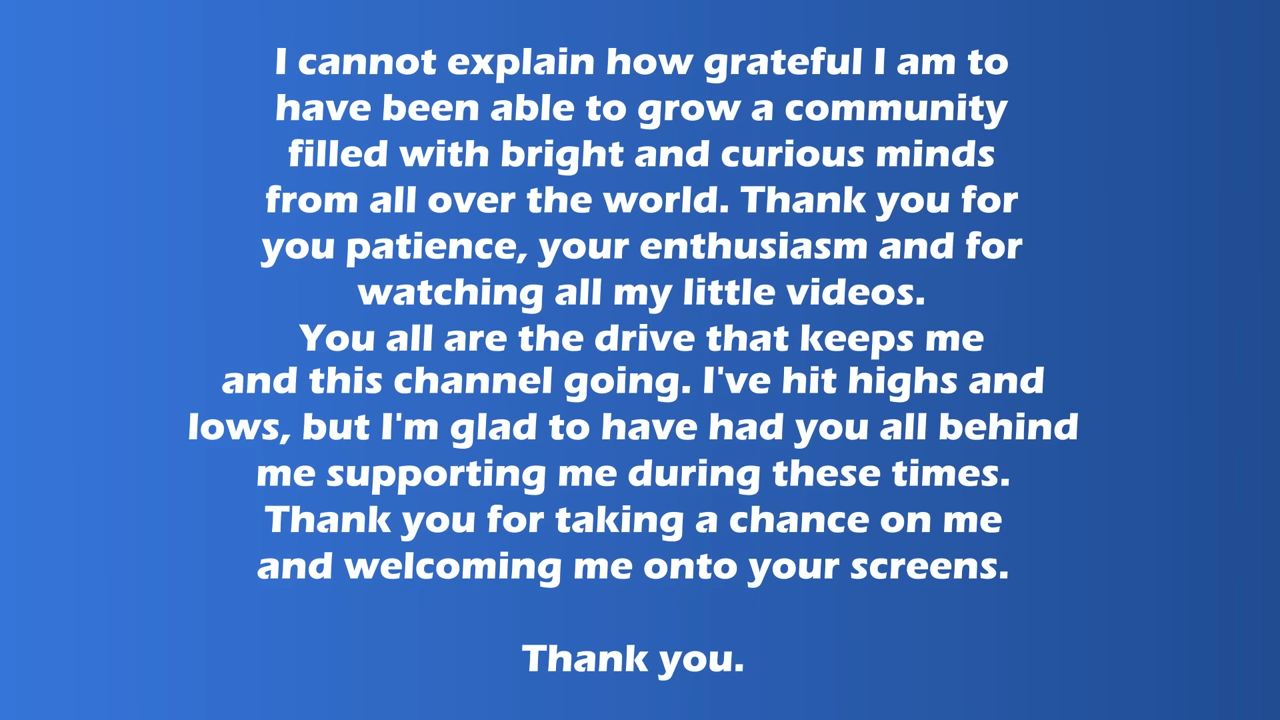 I cannot explain how grateful I am to
have been able to grow a community
filled with bright and curious minds
from all over the world. Thank you for
you patience, your enthusiasm and for
watching all my little videos.
You all are the drive that keeps me
and this channel going. I've hit highs and
lows, but I'm glad to have had you all behind
me supporting me during these times.
Thank you for taking a chance on me
and welcoming me onto your screens.
Thank you.